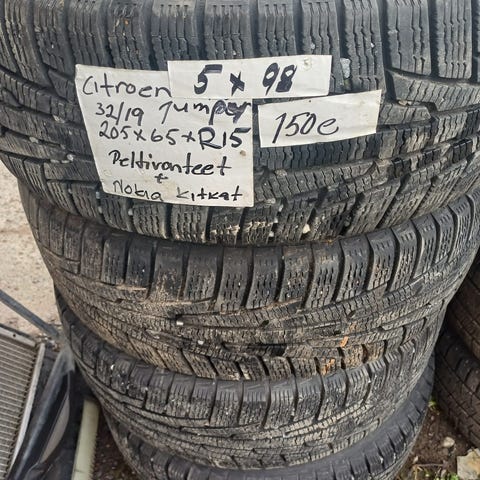 Citroen
5 x 98
32/19 Jumper
205x65xR15
150e
Peltivanteet
+
Nokia kitkat